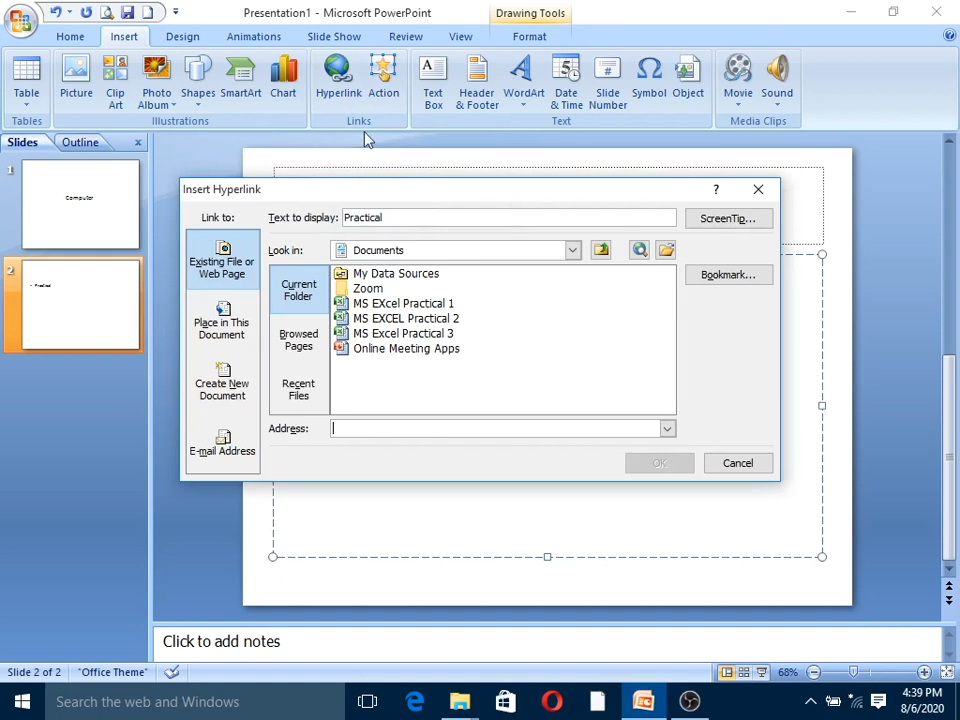 Presentation1 - Microsoft PowerPoint
Drawing Tools
Home
Insert
Design
Animations
Slide Show
Review
View
Format
Table
Picture
Clip Art
Photo Album
Shapes
SmartArt
Chart
Hyperlink
Action
Text Box
Header & Footer
WordArt
Date & Time
Slide Number
Symbol
Object
Movie
Sound
Tables
Illustrations
Links
Text
Media Clips
Slides
Outline
1
Computer
2
Practical
Insert Hyperlink
Link to:
Text to display:
Practical
ScreenTip...
Existing File or Web Page
Look in:
Documents
Bookmark...
Current Folder
My Data Sources
Zoom
MS EXcel Practical 1
MS EXCEL Practical 2
MS Excel Practical 3
Online Meeting Apps
Place in This Document
Browsed Pages
Create New Document
Recent Files
E-mail Address
Address:
OK
Cancel
Click to add notes
Slide 2 of 2
"Office Theme"
68%
Search the web and Windows
4:39 PM
8/6/2020